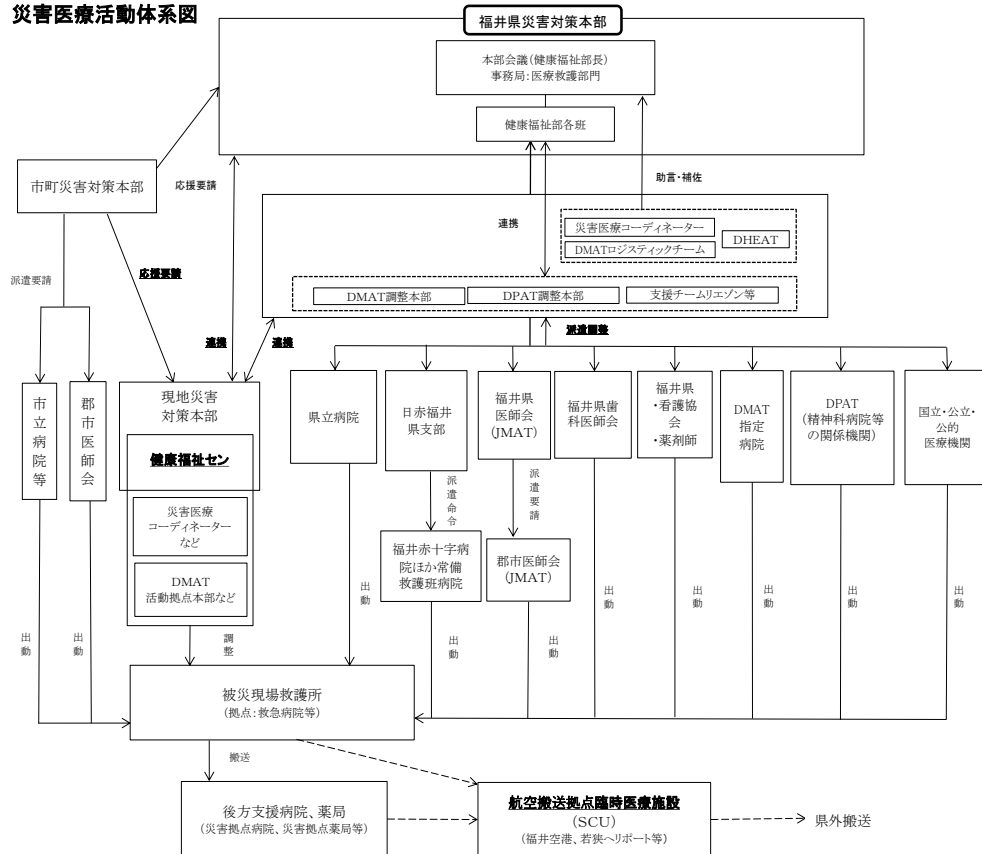 災害医療活動体系図
福井県災害対策本部
本部会議(健康福祉部長)
事務局:医療救護部門
健康福祉部各班
市町災害対策本部
応援要請
助言・補佐
連携
災害医療コーディネーター
DMATロジスティックチーム
DHEAT
DMAT調整本部
DPAT調整本部
支援チームリエゾン等
派遣要請
応援要請
連携
連携
派遣調整
市立病院等
郡市医師会
現地災害
対策本部
健康福祉セン
災害医療
コーディネーター
など
DMAT
活動拠点本部など
県立病院
日赤福井
県支部
福井県
医師会
(JMAT)
福井県歯
科医師会
福井県
・看護協
会
・薬剤師
DMAT
指定
病院
DPAT
(精神科病院等
の関係機関)
国立・公立・
公的
医療機関
派遣命令
派遣要請
福井赤十字病
院ほか常備
救護班病院
郡市医師会
(JMAT)
出動
出動
調整
出動
出動
出動
出動
出動
出動
出動
出動
被災現場救護所
(拠点:救急病院等)
搬送
後方支援病院、薬局
(災害拠点病院、災害拠点薬局等)
航空搬送拠点臨時医療施設
(SCU)
(福井空港、若狭ヘリポート等)
県外搬送